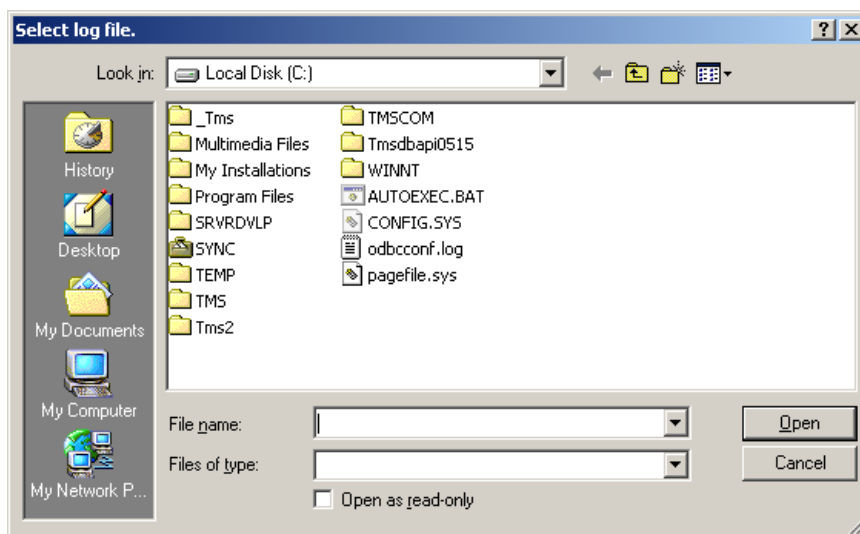 Select log file.
Look in:
Local Disk (C:)
History
Desktop
My Documents
My Computer
My Network P...
_Tms
Multimedia Files
My Installations
Program Files
SRVRDVLP
SYNC
TEMP
TMS
Tms2
TMSCOM
Tmsdbapi0515
WINNT
AUTOEXEC.BAT
CONFIG.SYS
odbcconf.log
pagefile.sys
File name:
Open
Files of type:
Cancel
Open as read-only